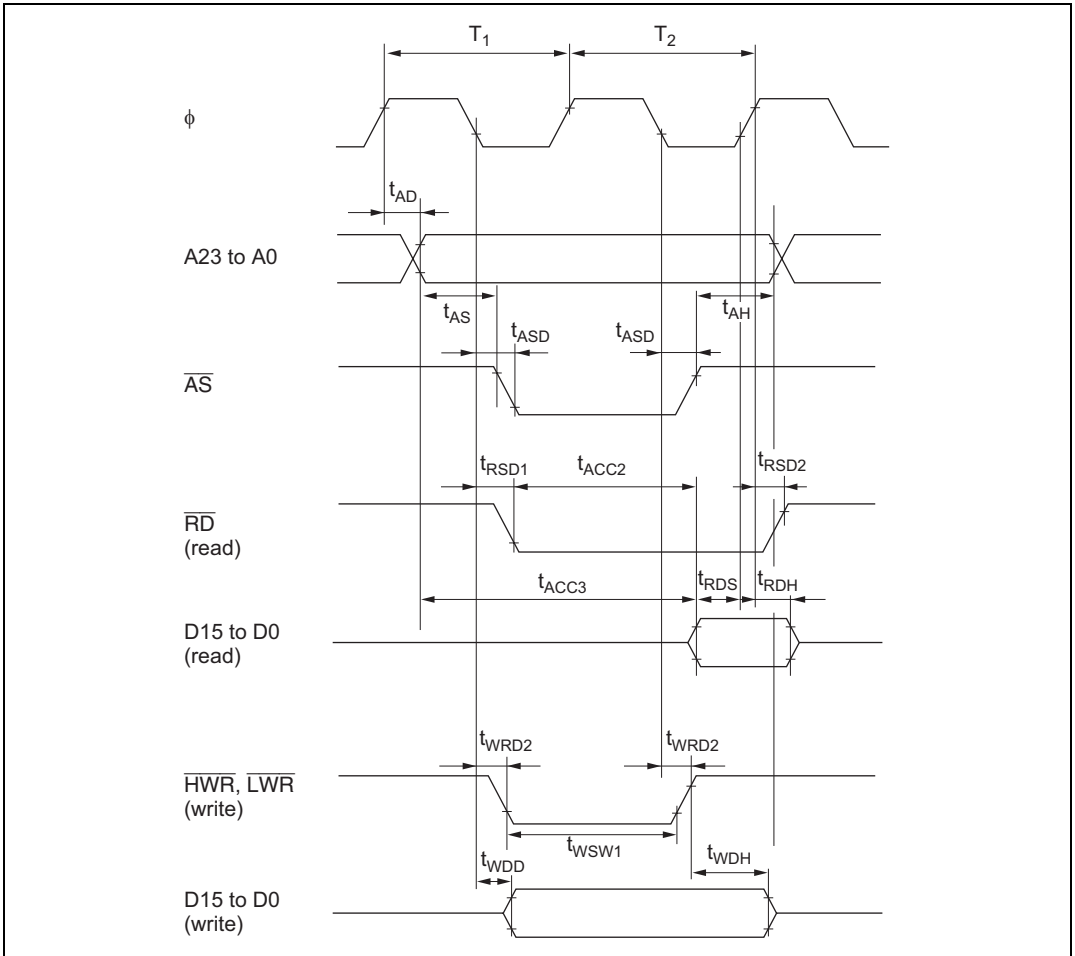 T1 T2
ϕ
tAD
A23 to A0
tAS tAH
tASD tASD
AS
tRSD1 tACC2 tRSD2
RD
(read)
tACC3 tRDS tRDH
D15 to D0
(read)
tWRD2 tWRD2
HWR, LWR
(write)
tWSW1
tWDD tWDH
D15 to D0
(write)